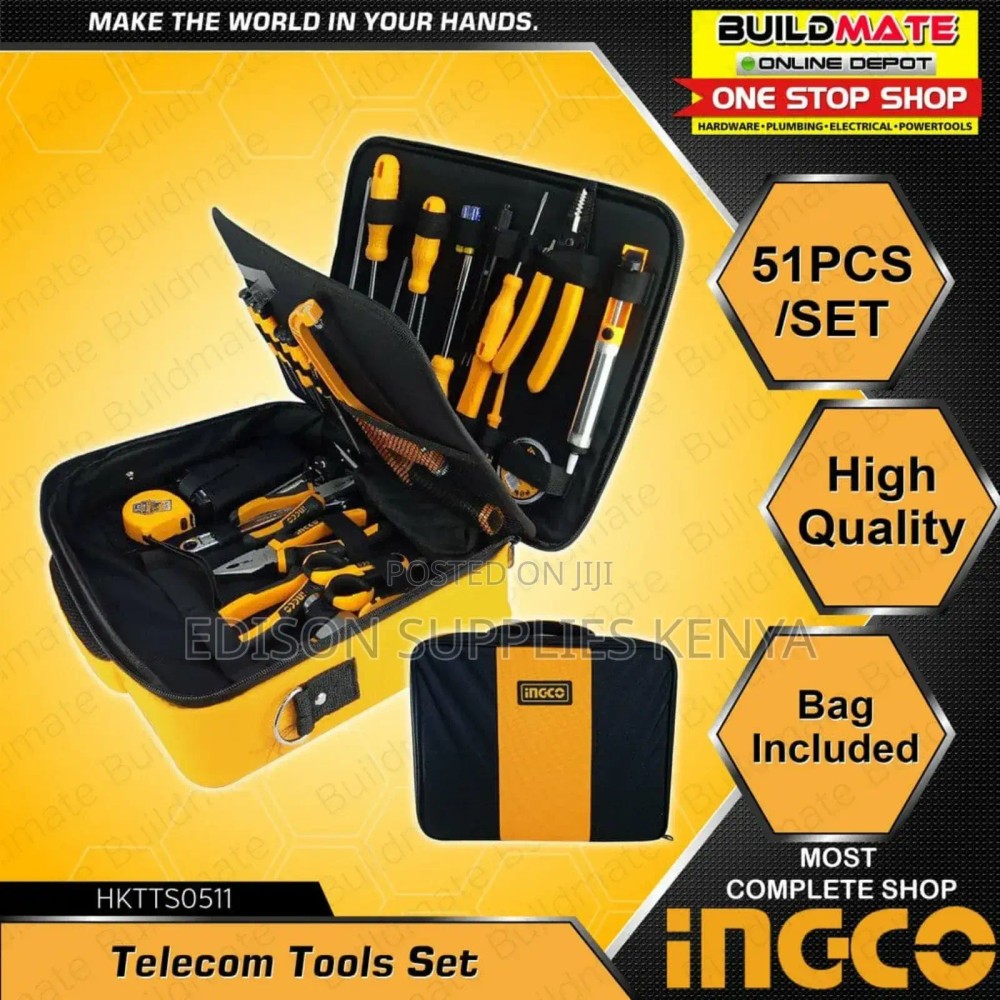 MAKE THE WORLD IN YOUR HANDS.
BUILDMATE
ONLINE DEPOT
ONE STOP SHOP
HARDWARE•PLUMBING•ELECTRICAL•POWERTOOLS
51PCS
/SET
High
Quality
POSTED ON JIJI
EDISON SUPPLIES KENYA
INGCO
Bag
Included
MOST
COMPLETE SHOP
INGCO
HKTTS0511
Telecom Tools Set
Buildmate